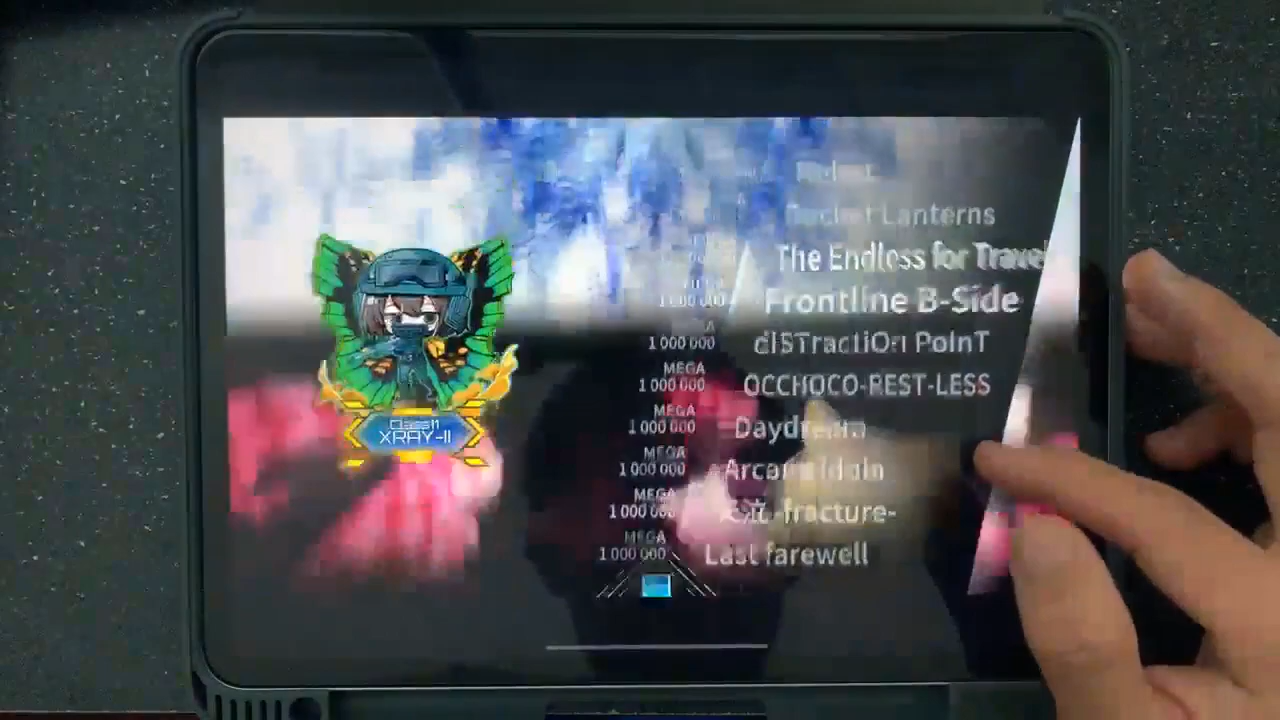 Lanterns
The Endless for Travel
1 000 000
Frontline B-Side
1 000 000
dISTractiOn PoinT
MEGA
1 000 000
OCCHOCO-REST-LESS
MEGA
1 000 000
Daydream
MEGA
1 000 000
MEGA
1 000 000
-fracture-
MEGA
1 000 000
Last farewell
Class11
XRAY-II